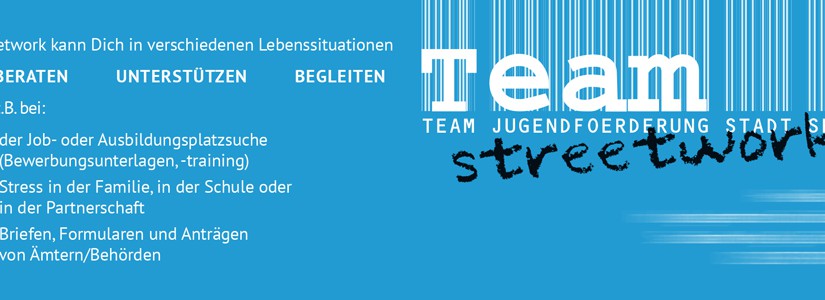 etwork kann Dich in verschiedenen Lebenssituationen
BERATEN UNTERSTÜTZEN BEGLEITEN
.B. bei:
der Job- oder Ausbildungsplatzsuche
(Bewerbungsunterlagen, -training)
Stress in der Familie, in der Schule oder
in der Partnerschaft
Briefen, Formularen und Anträgen
von Ämtern/Behörden
Team
TEAM JUGENDFOERDERUNG STADT
streetwork